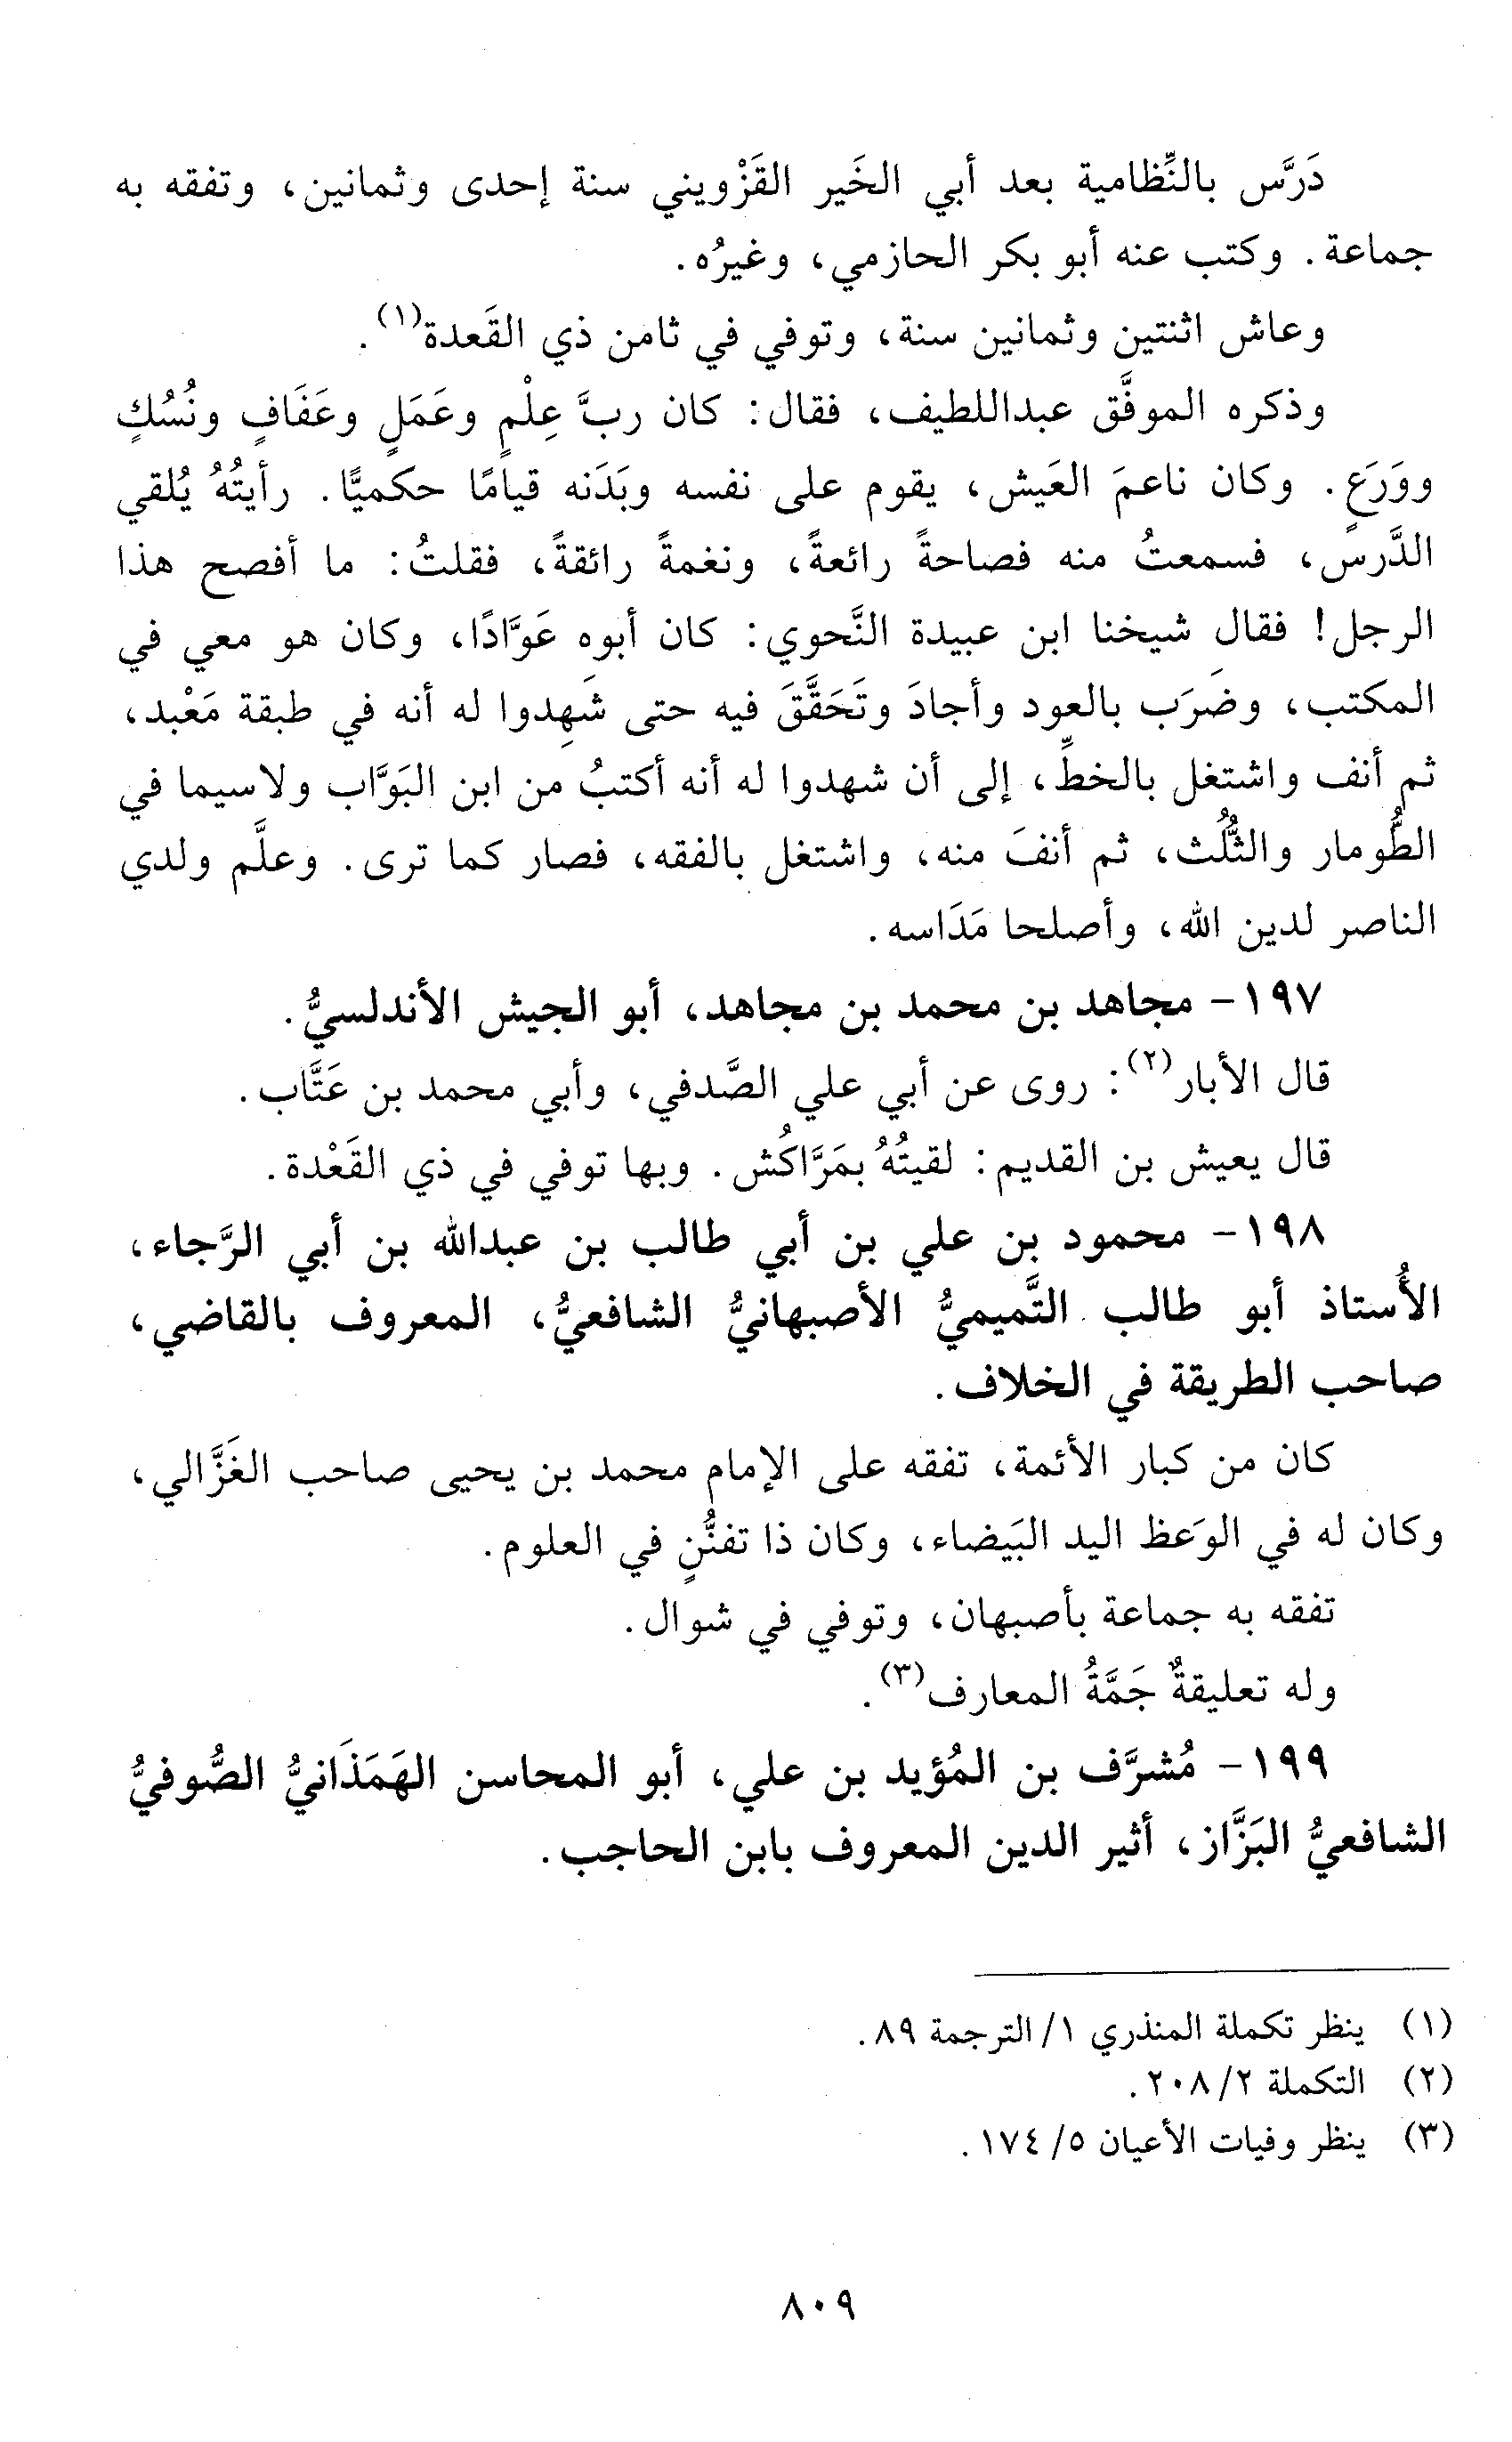 دَرَّس بالنِّظامية بعد أبي الخَير القَزْويني سنة إحدى وثمانين، وتفقه به
جماعة. وكتب عنه أبو بكر الحازمي، وغيرُه.
وعاش اثنتين وثمانين سنة، وتوفي في ثامن ذي القَعدة(١).
وذكره الموفَّق عبداللطيف، فقال: كان ربَّ عِلْمٍ وعَمَلٍ وعَفَافٍ ونُسُكٍ
ووَرَعٍ. وكان ناعمَ العَيش، يقوم على نفسه وبَدَنه قيامًا حكميًّا. رأيتُهُ يُلقي
الدَّرس، فسمعتُ منه فصاحةً رائعةً، ونغمةً رائقةً، فقلتُ: ما أفصح هذا
الرجل! فقال شيخنا ابن عبيدة النَّحوي: كان أبوه عَوَّادًا، وكان هو معي في
المكتب، وضَرَب بالعود وأجادَ وتَحَقَّقَ فيه حتى شَهِدوا له أنه في طبقة مَعْبد،
ثم أنف واشتغل بالخطِّ، إلى أن شهدوا له أنه أكتبُ من ابن البَوَّاب ولاسيما في
الطُّومار والثُّلُث، ثم أنفَ منه، واشتغل بالفقه، فصار كما ترى. وعلَّم ولدي
الناصر لدين الله، وأصلحا مَدَاسه.
١٩٧- مجاهد بن محمد بن مجاهد، أبو الجيش الأندلسيُّ.
قال الأبار(٢): روى عن أبي علي الصَّدفي، وأبي محمد بن عَتَّاب.
قال يعيش بن القديم: لقيتُهُ بمَرَّاكُش. وبها توفي في ذي القَعْدة.
١٩٨- محمود بن علي بن أبي طالب بن عبدالله بن أبي الرَّجاء،
الأُستاذ أبو طالب التَّميميُّ الأصبهانيُّ الشافعيُّ، المعروف بالقاضي،
صاحب الطريقة في الخلاف.
كان من كبار الأئمة، تفقه على الإمام محمد بن يحيى صاحب الغَزَّالي،
وكان له في الوَعظ اليد البَيضاء، وكان ذا تفنُّنٍ في العلوم.
تفقه به جماعة بأصبهان، وتوفي في شوال.
وله تعليقةٌ جَمَّةُ المعارف(٣).
١٩٩- مُشرَّف بن المُؤيد بن علي، أبو المحاسن الهَمَذَانيُّ الصُّوفيُّ
الشافعيُّ البَزَّاز، أثير الدين المعروف بابن الحاجب.
(١) ينظر تكملة المنذري ١/ الترجمة ٨٩.
(٢) التكملة ٢/ ٢٠٨.
(٣) ينظر وفيات الأعيان ٥/ ١٧٤.
٨٠٩